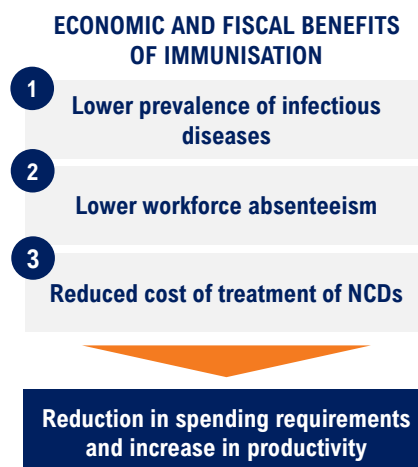 ECONOMIC AND FISCAL BENEFITS
OF IMMUNISATION
1
Lower prevalence of infectious
diseases
2
Lower workforce absenteeism
3
Reduced cost of treatment of NCDs
Reduction in spending requirements
and increase in productivity